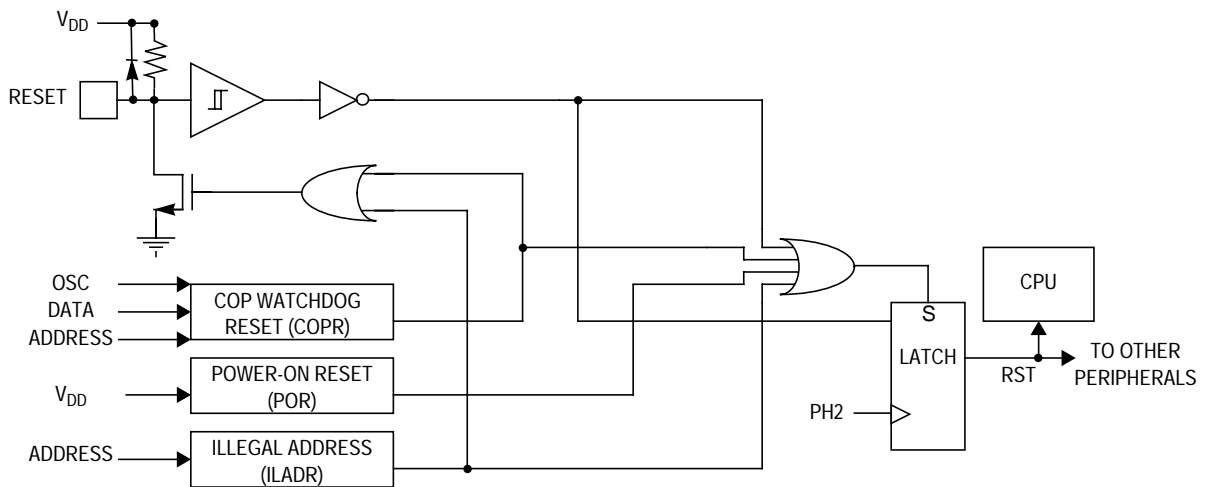 VDD
RESET
OSC
DATA
ADDRESS
COP WATCHDOG
RESET (COPR)
VDD
POWER-ON RESET
(POR)
ADDRESS
ILLEGAL ADDRESS
(ILADR)
S
LATCH
PH2
RST
CPU
TO OTHER
PERIPHERALS